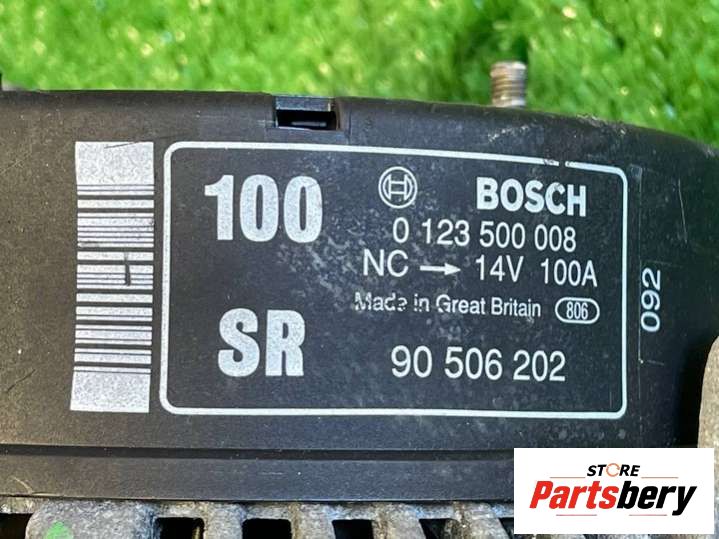 100
BOSCH
0 123 500 008
NC → 14V 100A
Made in Great Britain 806
SR
90 506 202
092
STORE
Partsbery